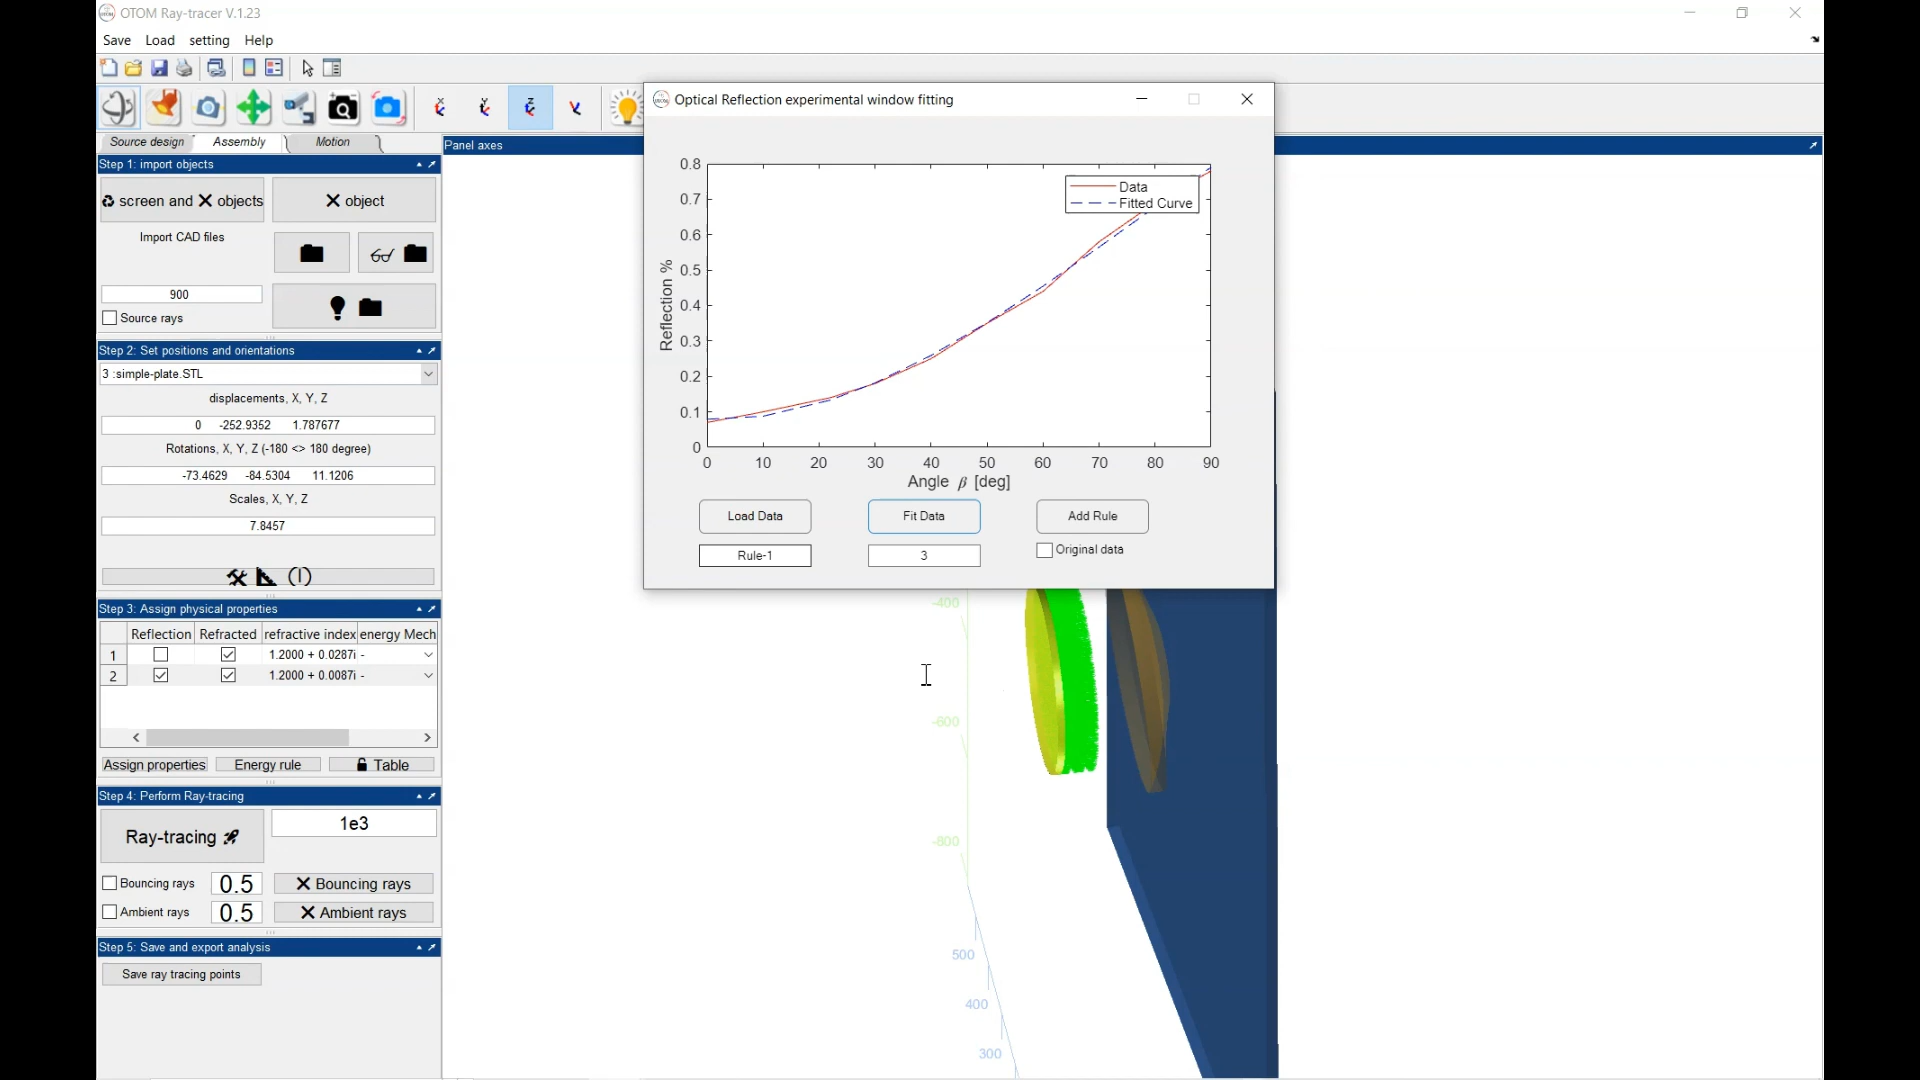 OTOM Ray-tracer V.1.23
Save Load setting Help
Optical Reflection experimental window fitting
Source design Assembly Motion
Panel axes
Step 1: import objects
screen and objects
object
Import CAD files
900
Source rays
Step 2: Set positions and orientations
3 :simple-plate.STL
displacements, X, Y, Z
0 -252.9352 1.787677
Rotations, X, Y, Z (-180 <> 180 degree)
-73.4629 -84.5304 11.1206
Scales, X, Y, Z
7.8457
Step 3: Assign physical properties
Reflection Refracted refractive index energy Mech
1 1.2000 + 0.0287i -
2 1.2000 + 0.0087i -
Assign properties Energy rule Table
Step 4: Perform Ray-tracing
Ray-tracing 1e3
Bouncing rays 0.5 Bouncing rays
Ambient rays 0.5 Ambient rays
Step 5: Save and export analysis
Save ray tracing points
0.8
0.7
0.6
0.5
0.4
0.3
0.2
0.1
0
Reflection %
Data
Fitted Curve
0 10 20 30 40 50 60 70 80 90
Angle β [deg]
Load Data Fit Data Add Rule
Rule-1 3 Original data
-400
-600
-800
500
400
300